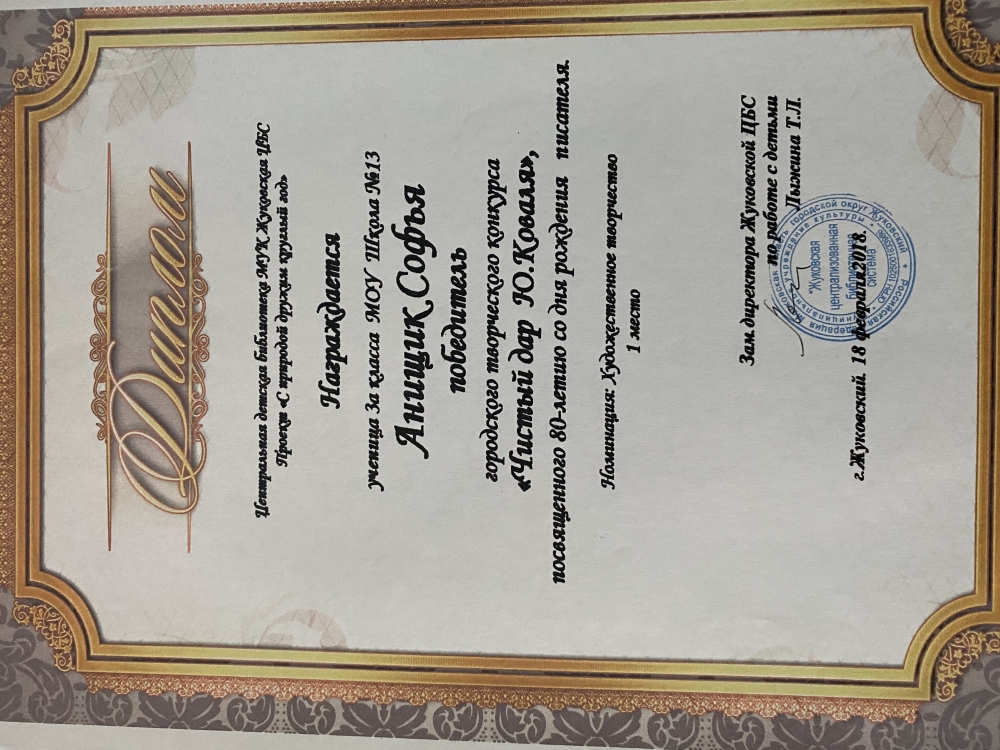 Диплом
Центральная детская библиотека МУК Жуковская ЦБС
Проект «С природой дружим круглый год»
Награждается
ученица 3а класса МОУ Школа №13
Анищик Софья
победитель
городского творческого конкурса
«Чистый дар Ю.Коваля»,
посвященного 80-летию со дня рождения писателя.
Номинация: Художественное творчество
1 место
Зам.директора Жуковской ЦБС
по работе с детьми
Лыжина Т.Л.
"Жуковская
централизованная
библиотечная
система"
г.Жуковский. 18 февраля2018.